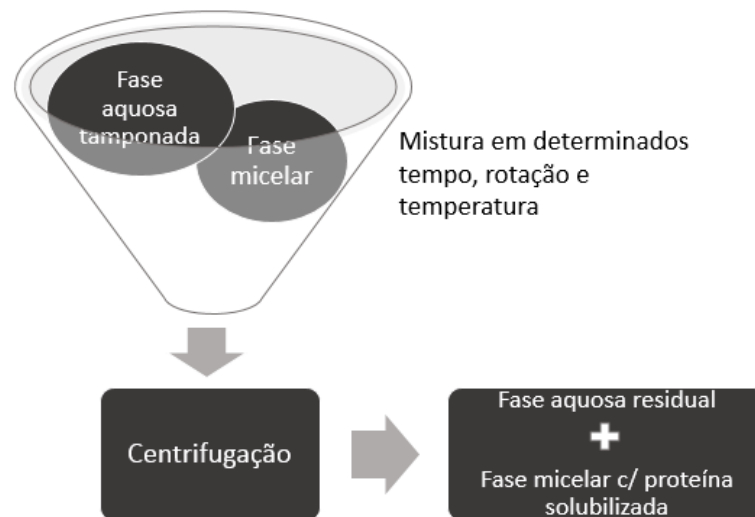 Fase
aquosa
tamponada
Fase
micelar
Mistura em determinados
tempo, rotação e
temperatura
Centrifugação
Fase aquosa residual
Fase micelar c/ proteína
solubilizada